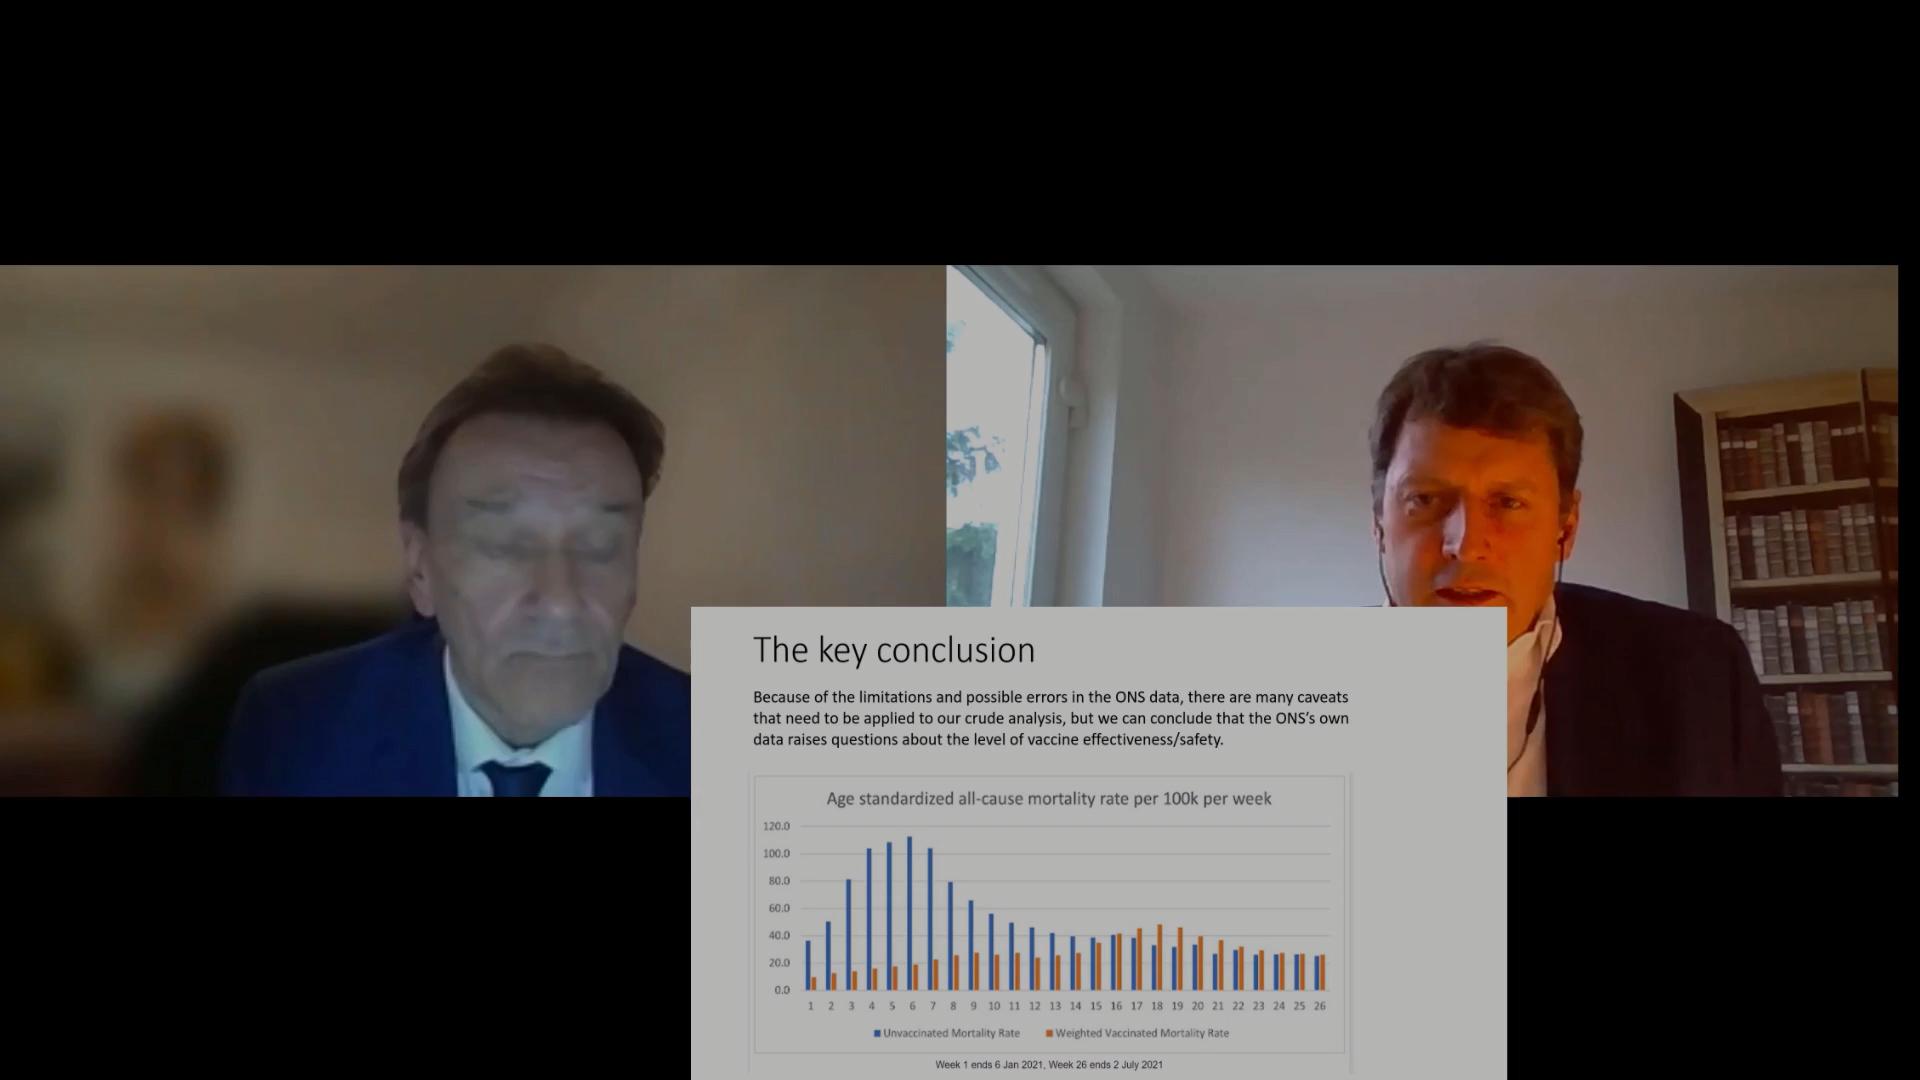 The key conclusion
Because of the limitations and possible errors in the ONS data, there are many caveats
that need to be applied to our crude analysis, but we can conclude that the ONS's own
data raises questions about the level of vaccine effectiveness/safety.
Age standardized all-cause mortality rate per 100k per week
120.0
100.0
80.0
60.0
40.0
20.0
0.0
1 2 3 4 5 6 7 8 9 10 11 12 13 14 15 16 17 18 19 20 21 22 23 24 25 26
Unvaccinated Mortality Rate Weighted Vaccinated Mortality Rate
Week 1 ends 6 Jan 2021, Week 26 ends 2 July 2021